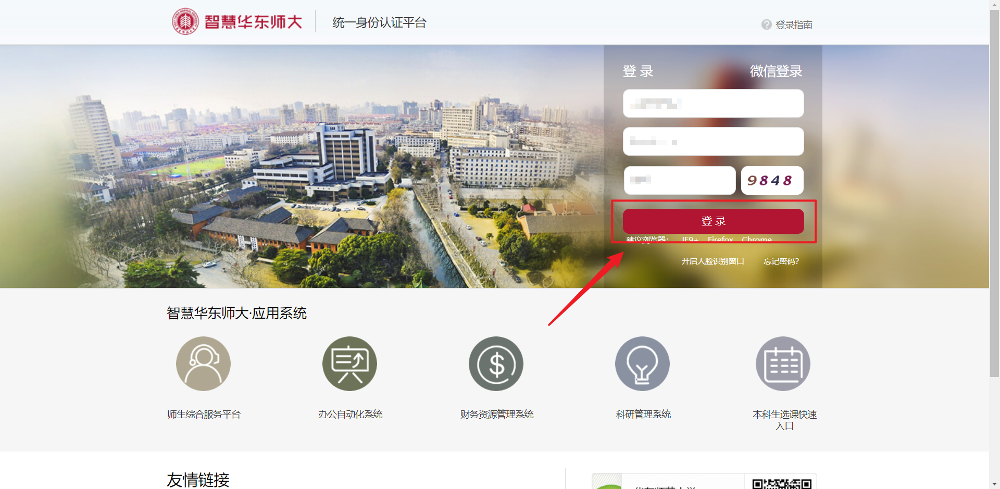 智慧华东师大
统一身份认证平台
登录指南
登 录
微信登录
9848
登 录
建议浏览器： IE9+ Firefox Chrome
开启人脸识别窗口
忘记密码?
智慧华东师大·应用系统
师生综合服务平台
办公自动化系统
财务资源管理系统
科研管理系统
本科生选课快速
入口
友情链接